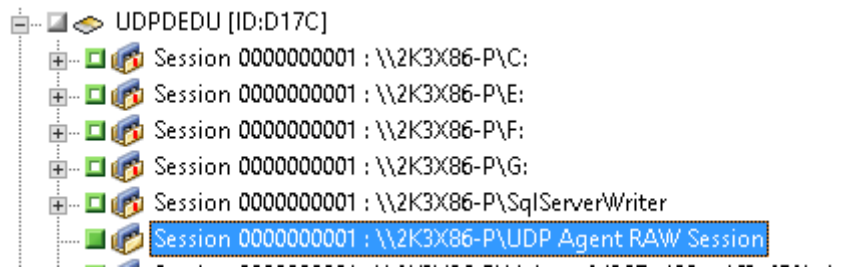 UDPDEDU [ID:D17C]
Session 0000000001 : \\2K3X86-P\C:
Session 0000000001 : \\2K3X86-P\E:
Session 0000000001 : \\2K3X86-P\F:
Session 0000000001 : \\2K3X86-P\G:
Session 0000000001 : \\2K3X86-P\SqlServerWriter
Session 0000000001 : \\2K3X86-P\UDP Agent RAW Session